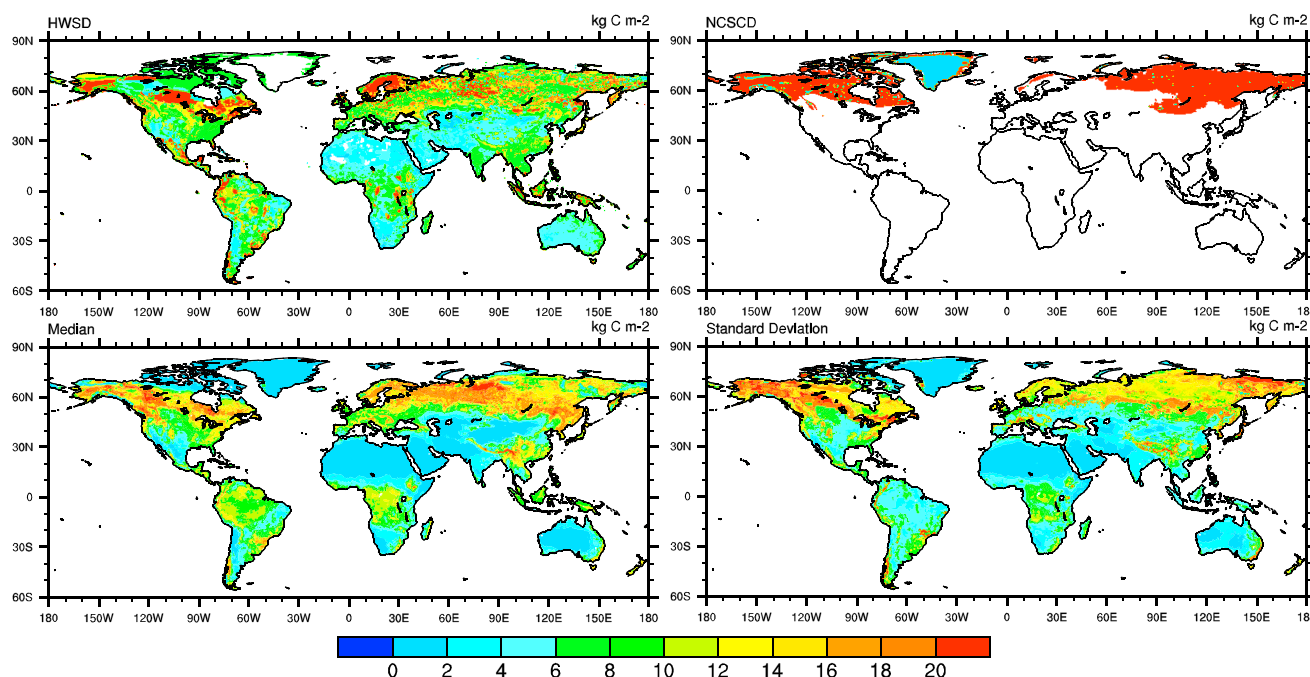 HWSD kg C m-2
90N
60N
30N
0
30S
60S
180 150W 120W 90W 60W 30W 0 30E 60E 90E 120E 150E 180
NCSCD kg C m-2
90N
60N
30N
0
30S
60S
180 150W 120W 90W 60W 30W 0 30E 60E 90E 120E 150E 18
Median kg C m-2
90N
60N
30N
0
30S
60S
180 150W 120W 90W 60W 30W 0 30E 60E 90E 120E 150E 180
Standard Deviation kg C m-2
90N
60N
30N
0
30S
60S
180 150W 120W 90W 60W 30W 0 30E 60E 90E 120E 150E 18
0 2 4 6 8 10 12 14 16 18 20